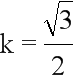 k = √3/2